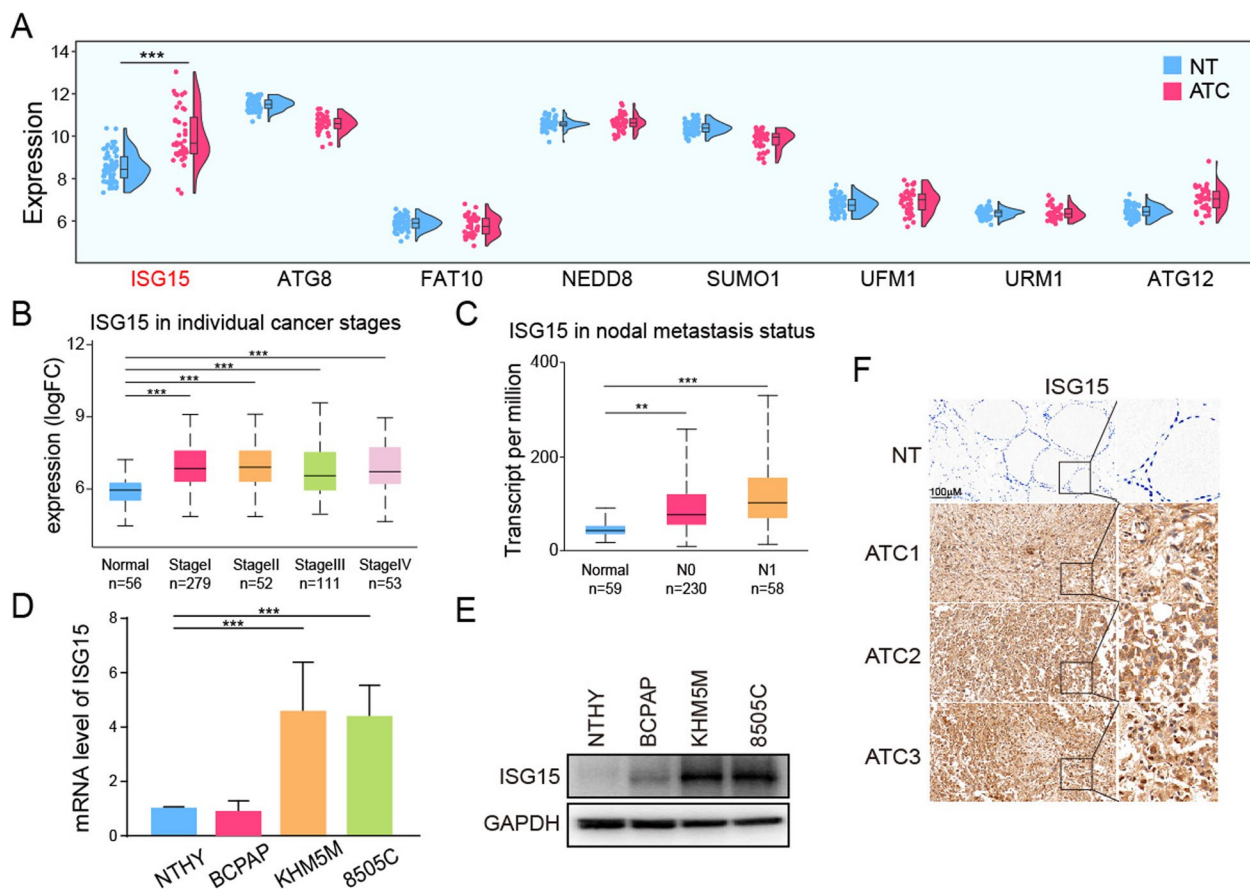 A
14
12
10
8
6
Expression
***
NT
ATC
ISG15
ATG8
FAT10
NEDD8
SUMO1
UFM1
URM1
ATG12
B
ISG15 in individual cancer stages
12
9
6
expression (logFC)
***
***
***
***
Normal
n=56
StageI
n=279
StageII
n=52
StageIII
n=111
StageIV
n=53
C
ISG15 in nodal metastasis status
400
200
0
Transcript per million
***
**
Normal
n=59
N0
n=230
N1
n=58
D
8
6
4
2
0
mRNA level of ISG15
***
***
NTHY
BCPAP
KHM5M
8505C
E
NTHY
BCPAP
KHM5M
8505C
ISG15
GAPDH
F
ISG15
NT
100μM
ATC1
ATC2
ATC3